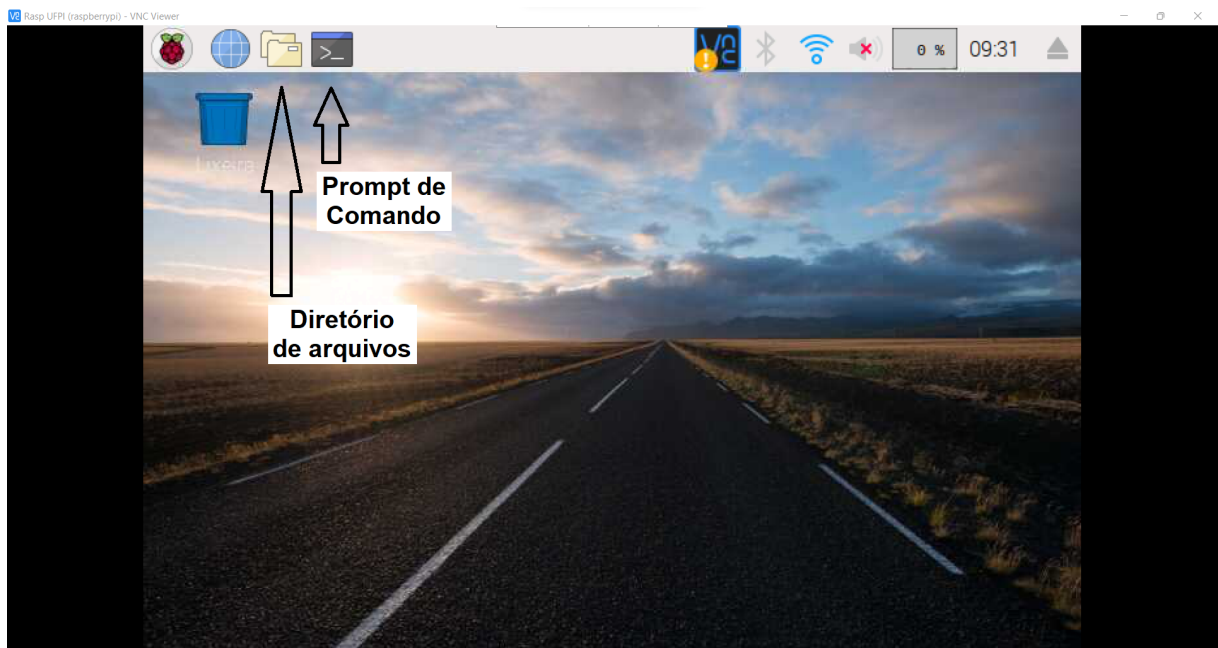 Rasp UFPI (raspberrypi) - VNC Viewer
0 % 09:31
Lixeira
Prompt de
Comando
Diretório
de arquivos